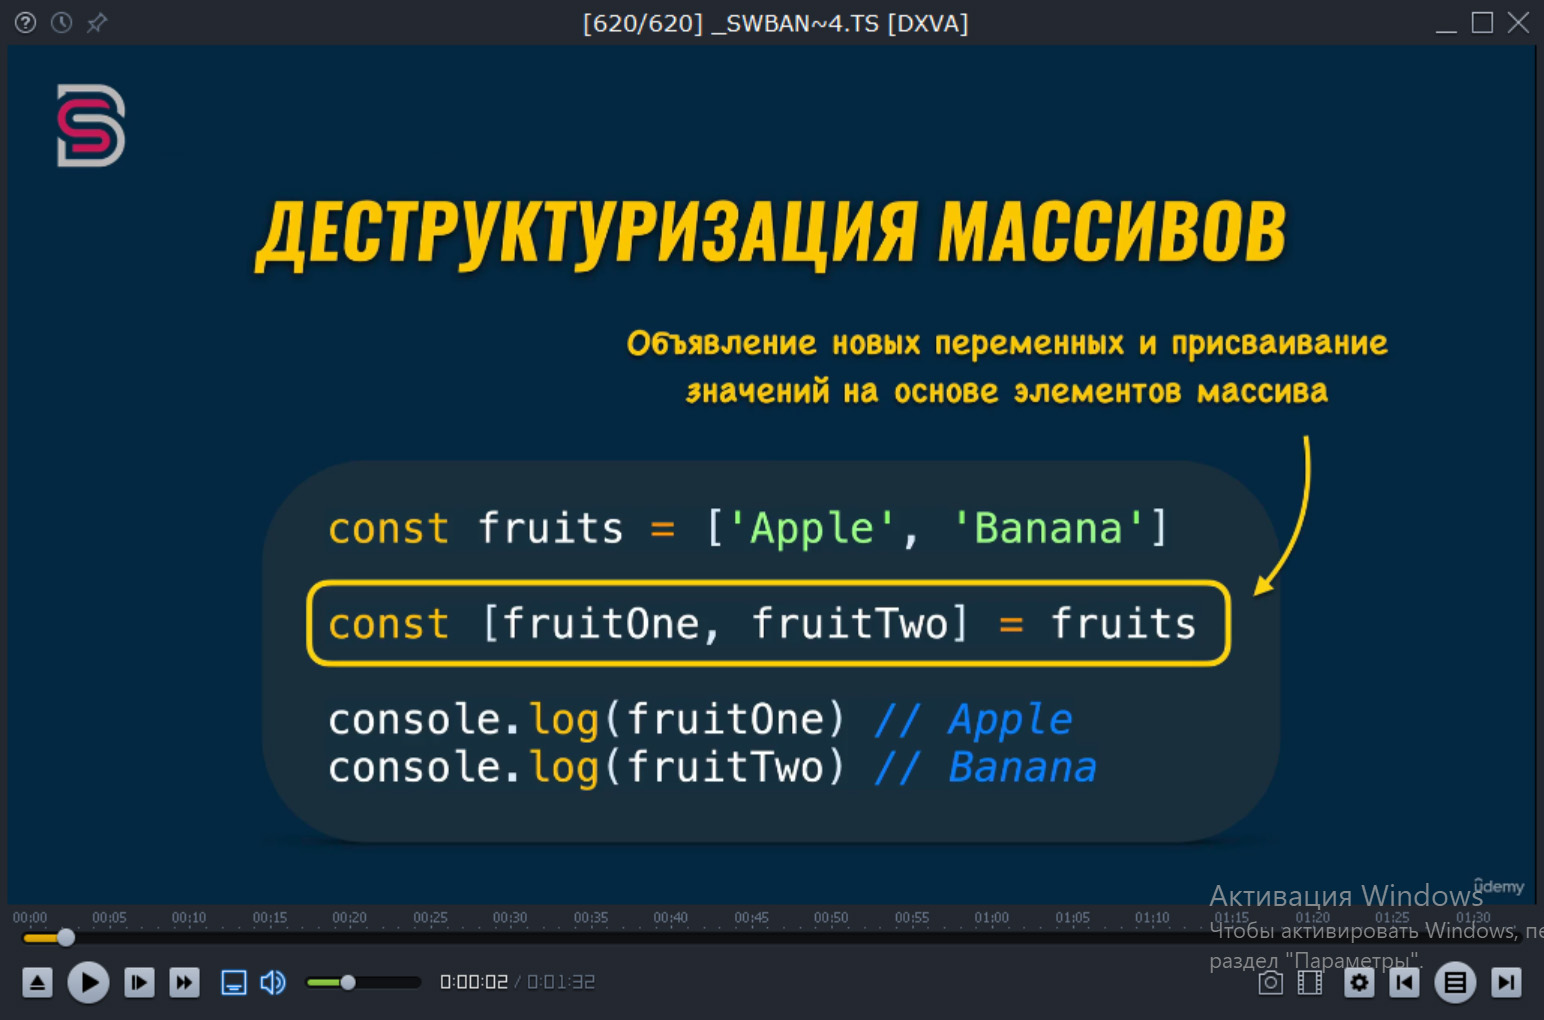 [620/620] _SWBAN~4.TS [DXVA]
ДЕСТРУКТУРИЗАЦИЯ МАССИВОВ
Объявление новых переменных и присваивание
значений на основе элементов массива
const fruits = ['Apple', 'Banana']
const [fruitOne, fruitTwo] = fruits
console.log(fruitOne) // Apple
console.log(fruitTwo) // Banana
ûdemy
Активация Windows
Чтобы активировать Windows, пе
раздел "Параметры".
00:00 00:05 00:10 00:15 00:20 00:25 00:30 00:35 00:40 00:45 00:50 00:55 01:00 01:05 01:10 01:15 01:20 01:25 01:30
0:00:02 / 0:01:32